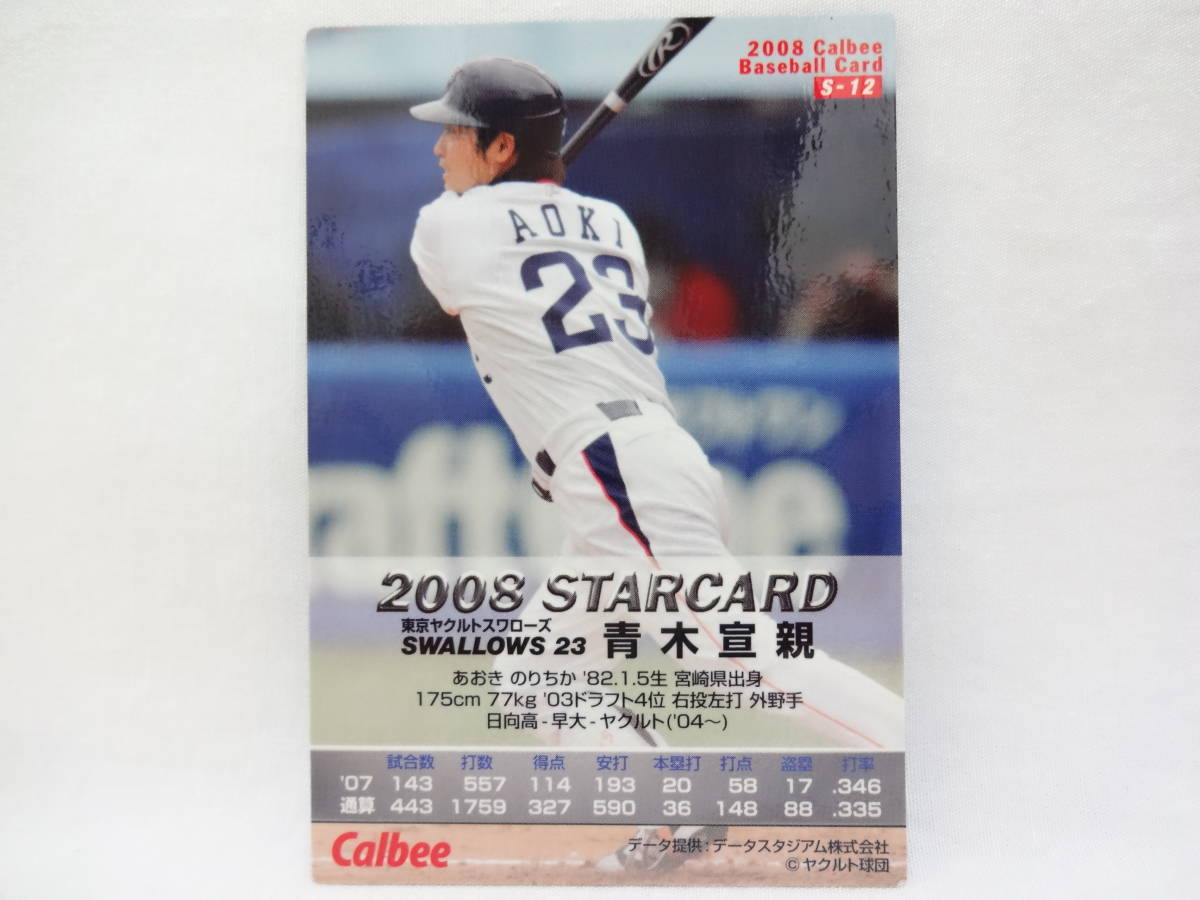 2008 Calbee
Baseball Card
S-12
AOKI
23
2008 STARCARD
東京ヤクルトスワローズ
SWALLOWS 23 青木宣親
あおき のりちか '82.1.5生 宮崎県出身
175cm 77kg '03ドラフト4位 右投左打 外野手
日向高-早大-ヤクルト('04～)
試合数 打数 得点 安打 本塁打 打点 盗塁 打率
'07 143 557 114 193 20 58 17 .346
通算 443 1759 327 590 36 148 88 .335
Calbee
データ提供:データスタジアム株式会社
©ヤクルト球団